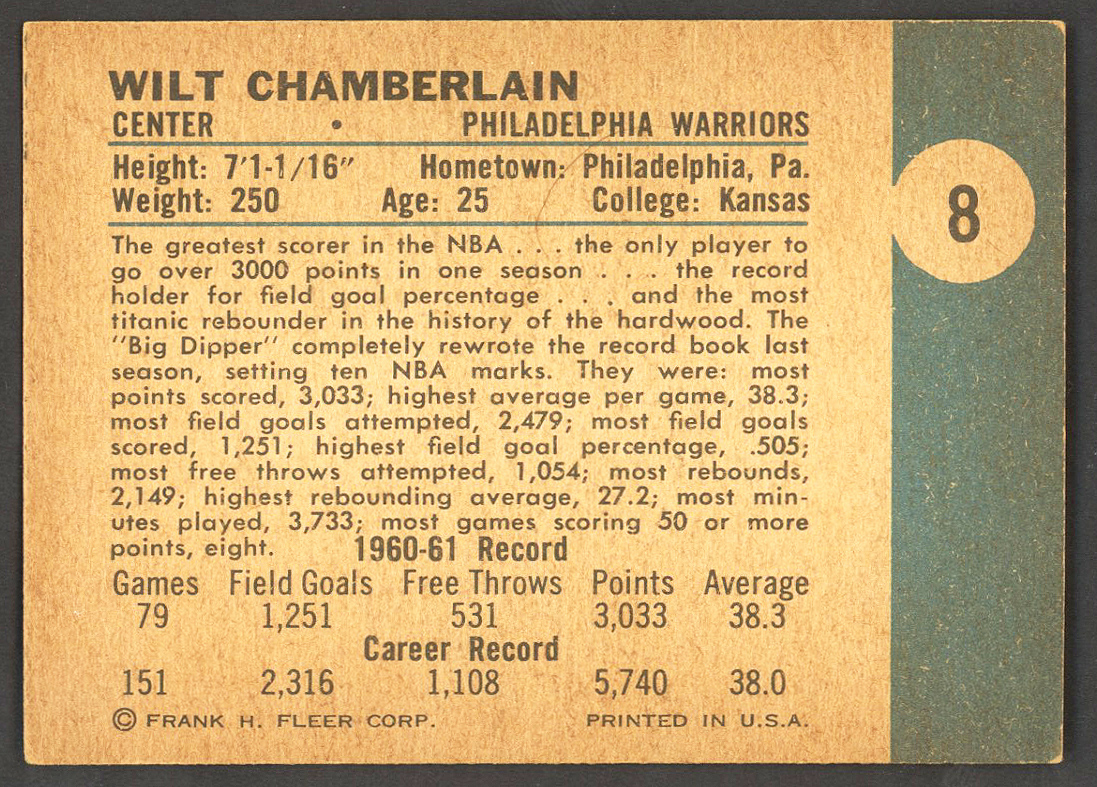 WILT CHAMBERLAIN
CENTER • PHILADELPHIA WARRIORS
Height: 7'1-1/16" Hometown: Philadelphia, Pa.
Weight: 250 Age: 25 College: Kansas
8
The greatest scorer in the NBA . . . the only player to
go over 3000 points in one season . . . the record
holder for field goal percentage . . . and the most
titanic rebounder in the history of the hardwood. The
"Big Dipper" completely rewrote the record book last
season, setting ten NBA marks. They were: most
points scored, 3,033; highest average per game, 38.3;
most field goals attempted, 2,479; most field goals
scored, 1,251; highest field goal percentage, .505;
most free throws attempted, 1,054; most rebounds,
2,149; highest rebounding average, 27.2; most min-
utes played, 3,733; most games scoring 50 or more
points, eight. 1960-61 Record
Games Field Goals Free Throws Points Average
79 1,251 531 3,033 38.3
Career Record
151 2,316 1,108 5,740 38.0
© FRANK H. FLEER CORP. PRINTED IN U.S.A.